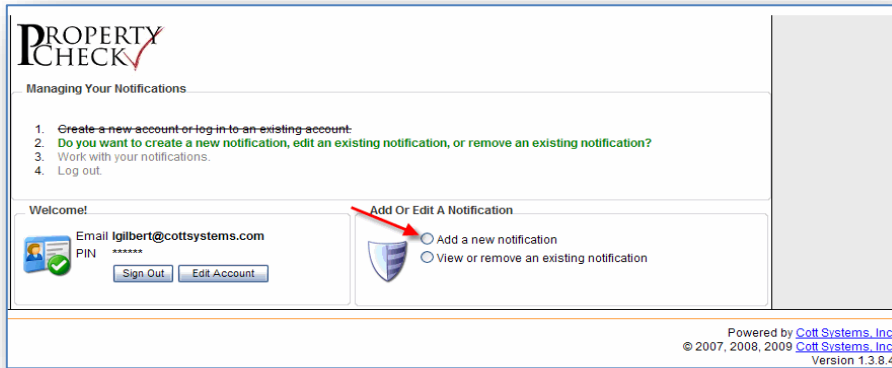 PROPERTY
CHECK
Managing Your Notifications
1. Create a new account or log in to an existing account.
2. Do you want to create a new notification, edit an existing notification, or remove an existing notification?
3. Work with your notifications.
4. Log out.
Welcome!
Email lgilbert@cottsystems.com
PIN ******
Sign Out Edit Account
Add Or Edit A Notification
Add a new notification
View or remove an existing notification
Powered by Cott Systems, Inc
© 2007, 2008, 2009 Cott Systems, Inc
Version 1.3.8.4